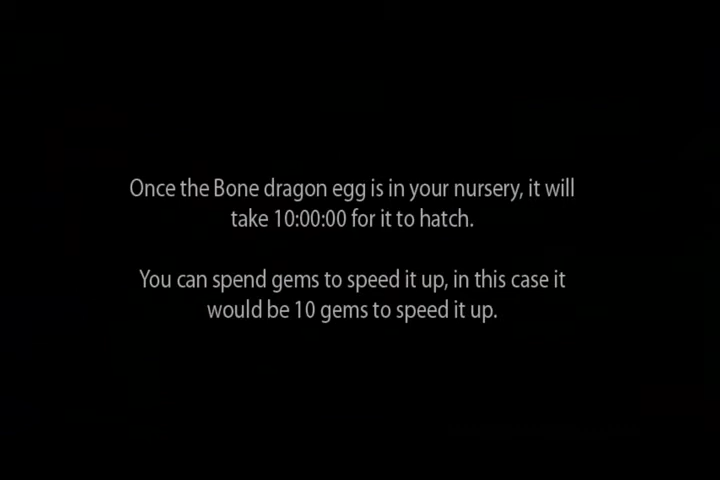 Once the Bone dragon egg is in your nursery, it will
take 10:00:00 for it to hatch.
You can spend gems to speed it up, in this case it
would be 10 gems to speed it up.